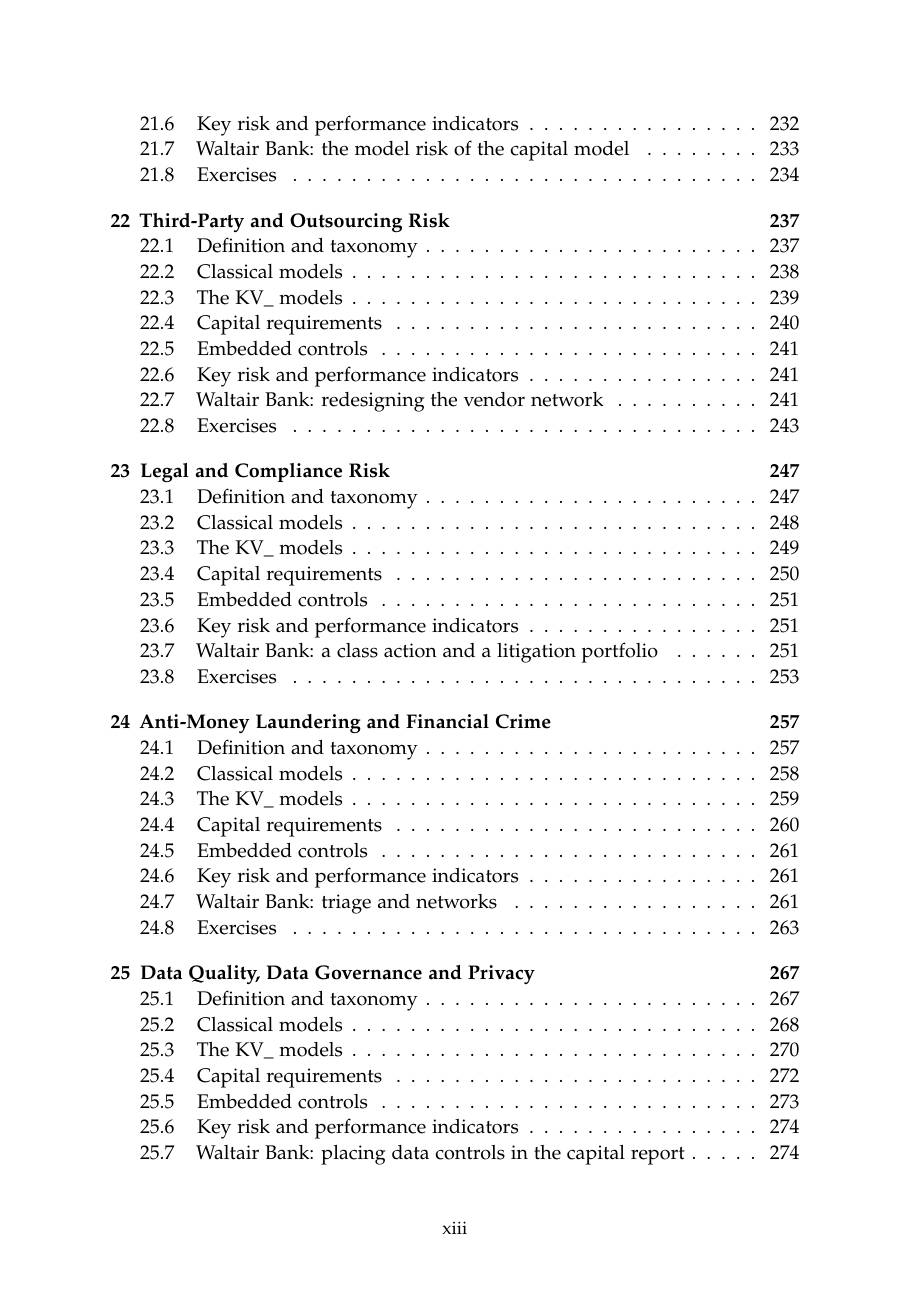 21.6 Key risk and performance indicators . . . . . . . . . . . . . . . . 232
21.7 Waltair Bank: the model risk of the capital model . . . . . . . . 233
21.8 Exercises . . . . . . . . . . . . . . . . . . . . . . . . . . . . . . . . 234
22 Third-Party and Outsourcing Risk 237
22.1 Definition and taxonomy . . . . . . . . . . . . . . . . . . . . . . . 237
22.2 Classical models . . . . . . . . . . . . . . . . . . . . . . . . . . . . 238
22.3 The KV_ models . . . . . . . . . . . . . . . . . . . . . . . . . . . . 239
22.4 Capital requirements . . . . . . . . . . . . . . . . . . . . . . . . . 240
22.5 Embedded controls . . . . . . . . . . . . . . . . . . . . . . . . . . 241
22.6 Key risk and performance indicators . . . . . . . . . . . . . . . . 241
22.7 Waltair Bank: redesigning the vendor network . . . . . . . . . . 241
22.8 Exercises . . . . . . . . . . . . . . . . . . . . . . . . . . . . . . . . 243
23 Legal and Compliance Risk 247
23.1 Definition and taxonomy . . . . . . . . . . . . . . . . . . . . . . . 247
23.2 Classical models . . . . . . . . . . . . . . . . . . . . . . . . . . . . 248
23.3 The KV_ models . . . . . . . . . . . . . . . . . . . . . . . . . . . . 249
23.4 Capital requirements . . . . . . . . . . . . . . . . . . . . . . . . . 250
23.5 Embedded controls . . . . . . . . . . . . . . . . . . . . . . . . . . 251
23.6 Key risk and performance indicators . . . . . . . . . . . . . . . . 251
23.7 Waltair Bank: a class action and a litigation portfolio . . . . . . 251
23.8 Exercises . . . . . . . . . . . . . . . . . . . . . . . . . . . . . . . . 253
24 Anti-Money Laundering and Financial Crime 257
24.1 Definition and taxonomy . . . . . . . . . . . . . . . . . . . . . . . 257
24.2 Classical models . . . . . . . . . . . . . . . . . . . . . . . . . . . . 258
24.3 The KV_ models . . . . . . . . . . . . . . . . . . . . . . . . . . . . 259
24.4 Capital requirements . . . . . . . . . . . . . . . . . . . . . . . . . 260
24.5 Embedded controls . . . . . . . . . . . . . . . . . . . . . . . . . . 261
24.6 Key risk and performance indicators . . . . . . . . . . . . . . . . 261
24.7 Waltair Bank: triage and networks . . . . . . . . . . . . . . . . . 261
24.8 Exercises . . . . . . . . . . . . . . . . . . . . . . . . . . . . . . . . 263
25 Data Quality, Data Governance and Privacy 267
25.1 Definition and taxonomy . . . . . . . . . . . . . . . . . . . . . . . 267
25.2 Classical models . . . . . . . . . . . . . . . . . . . . . . . . . . . . 268
25.3 The KV_ models . . . . . . . . . . . . . . . . . . . . . . . . . . . . 270
25.4 Capital requirements . . . . . . . . . . . . . . . . . . . . . . . . . 272
25.5 Embedded controls . . . . . . . . . . . . . . . . . . . . . . . . . . 273
25.6 Key risk and performance indicators . . . . . . . . . . . . . . . . 274
25.7 Waltair Bank: placing data controls in the capital report . . . . . 274
xiii